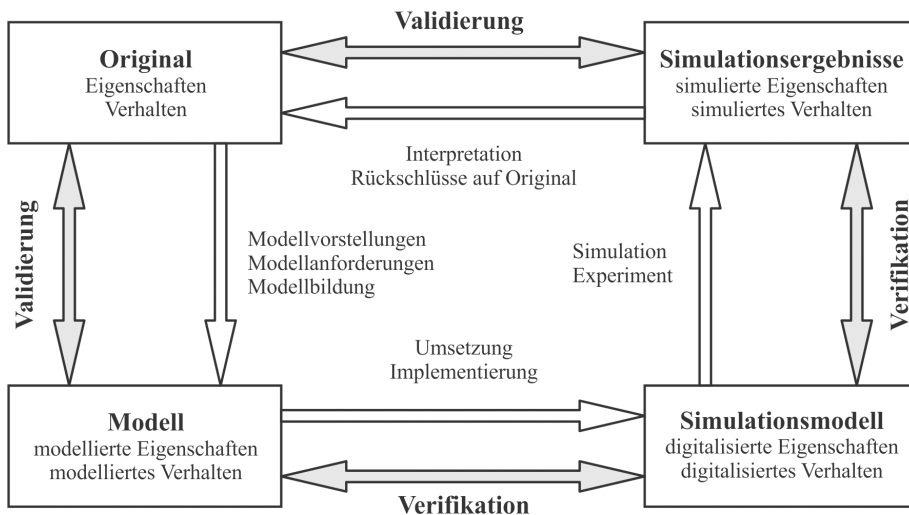 Validierung
Original
Eigenschaften
Verhalten
Simulationsergebnisse
simulierte Eigenschaften
simuliertes Verhalten
Interpretation
Rückschlüsse auf Original
Validierung
Modellvorstellungen
Modellanforderungen
Modellbildung
Simulation
Experiment
Verifikation
Umsetzung
Implementierung
Modell
modellierte Eigenschaften
modelliertes Verhalten
Simulationsmodell
digitalisierte Eigenschaften
digitalisiertes Verhalten
Verifikation